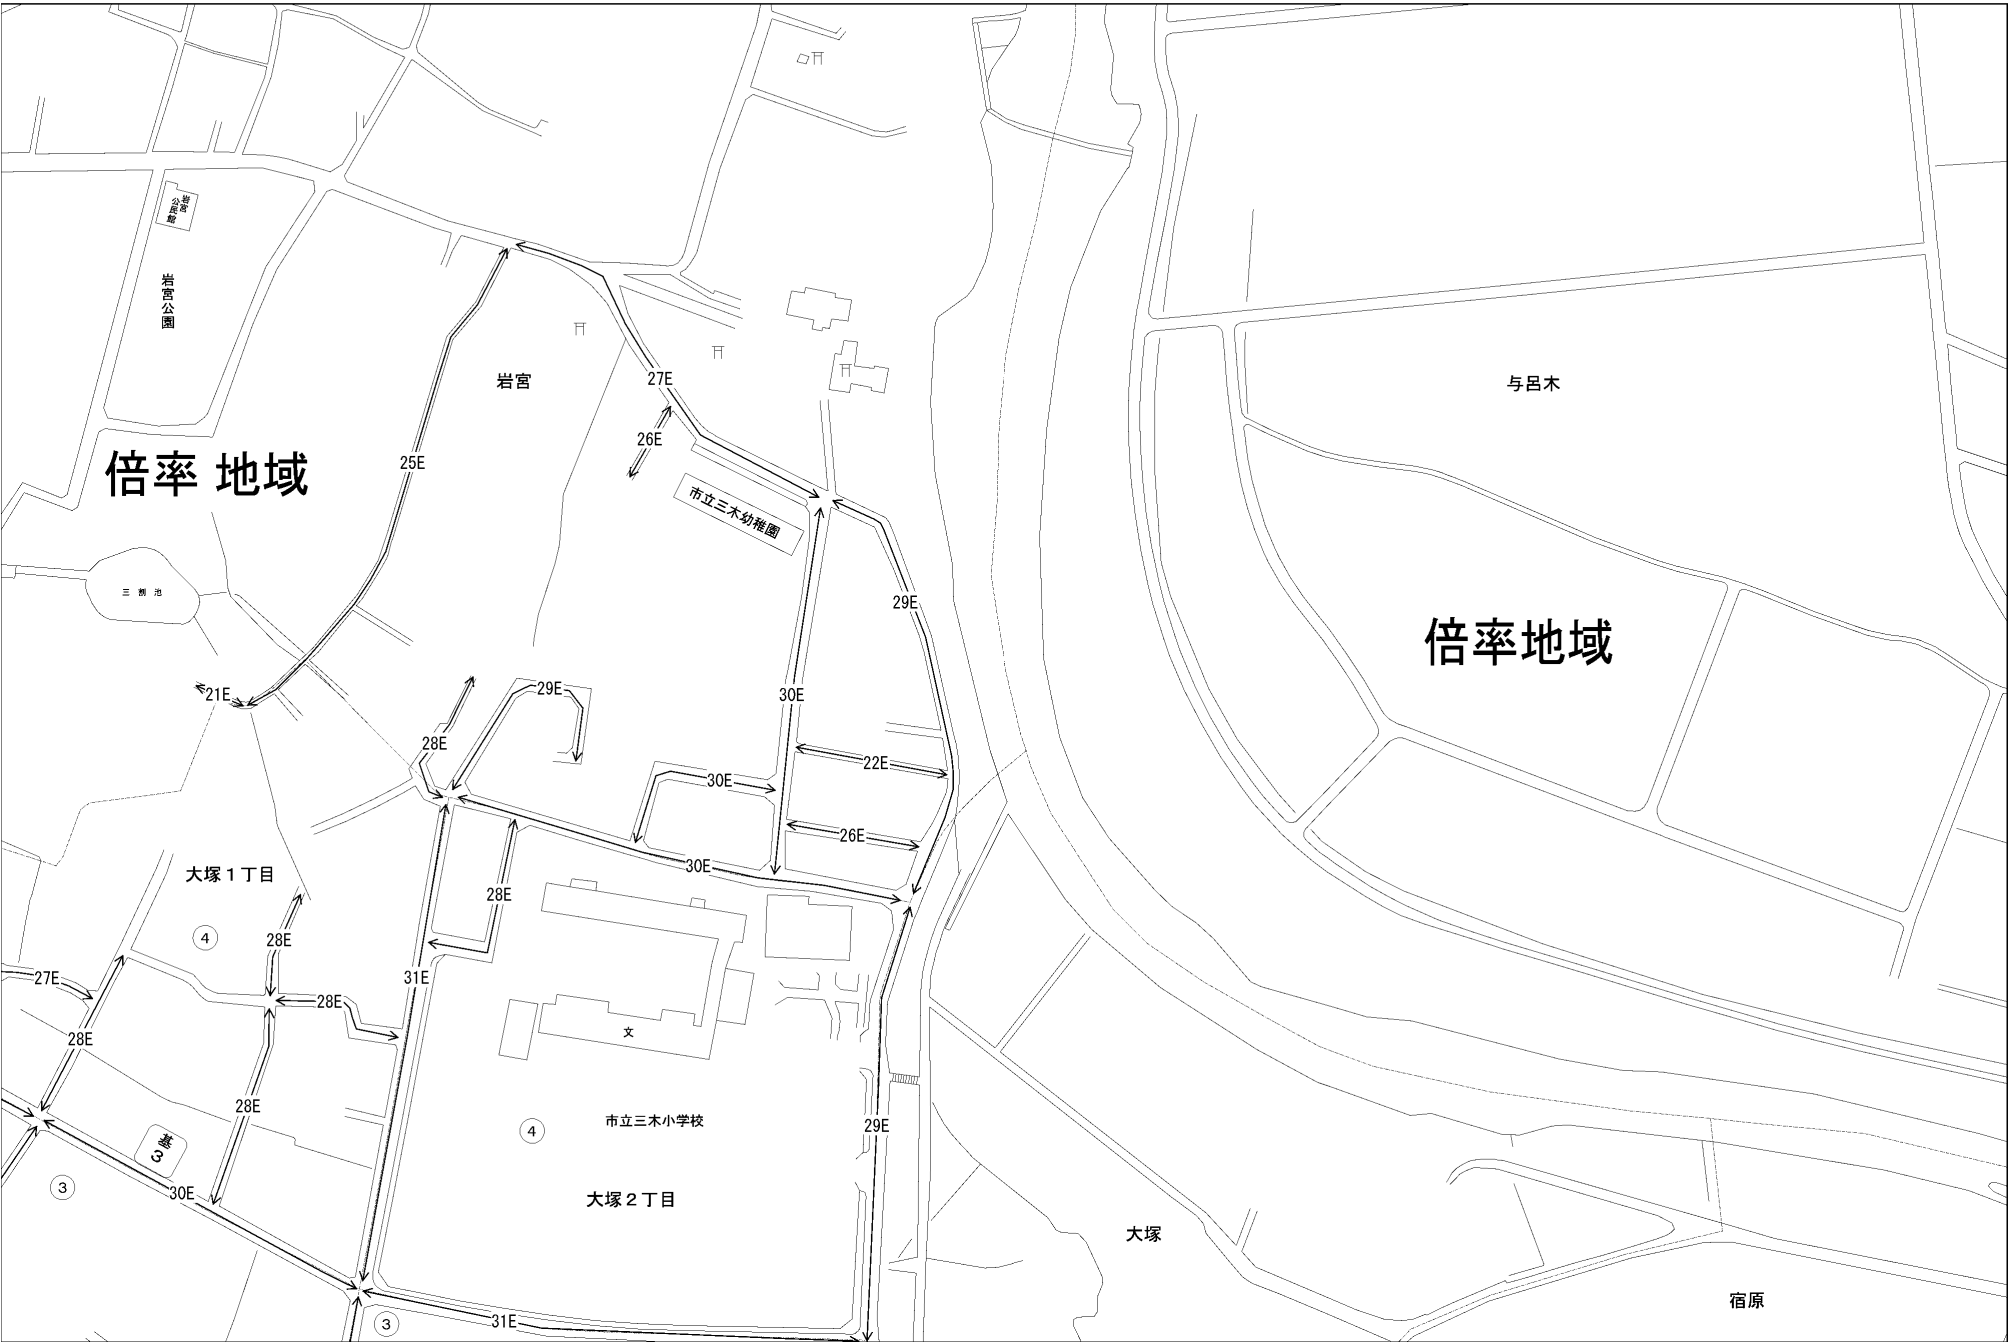 岩宮
公民館
岩宮公園
27E
岩宮
与呂木
26E
25E
倍率 地域
市立三木幼稚園
三 割 池
29E
倍率地域
30E
21E
29E
28E
22E
30E
26E
30E
大塚１丁目
28E
4
28E
27E
31E
28E
文
28E
28E
市立三木小学校
29E
4
基
3
3
30E
大塚２丁目
大塚
宿原
31E
3